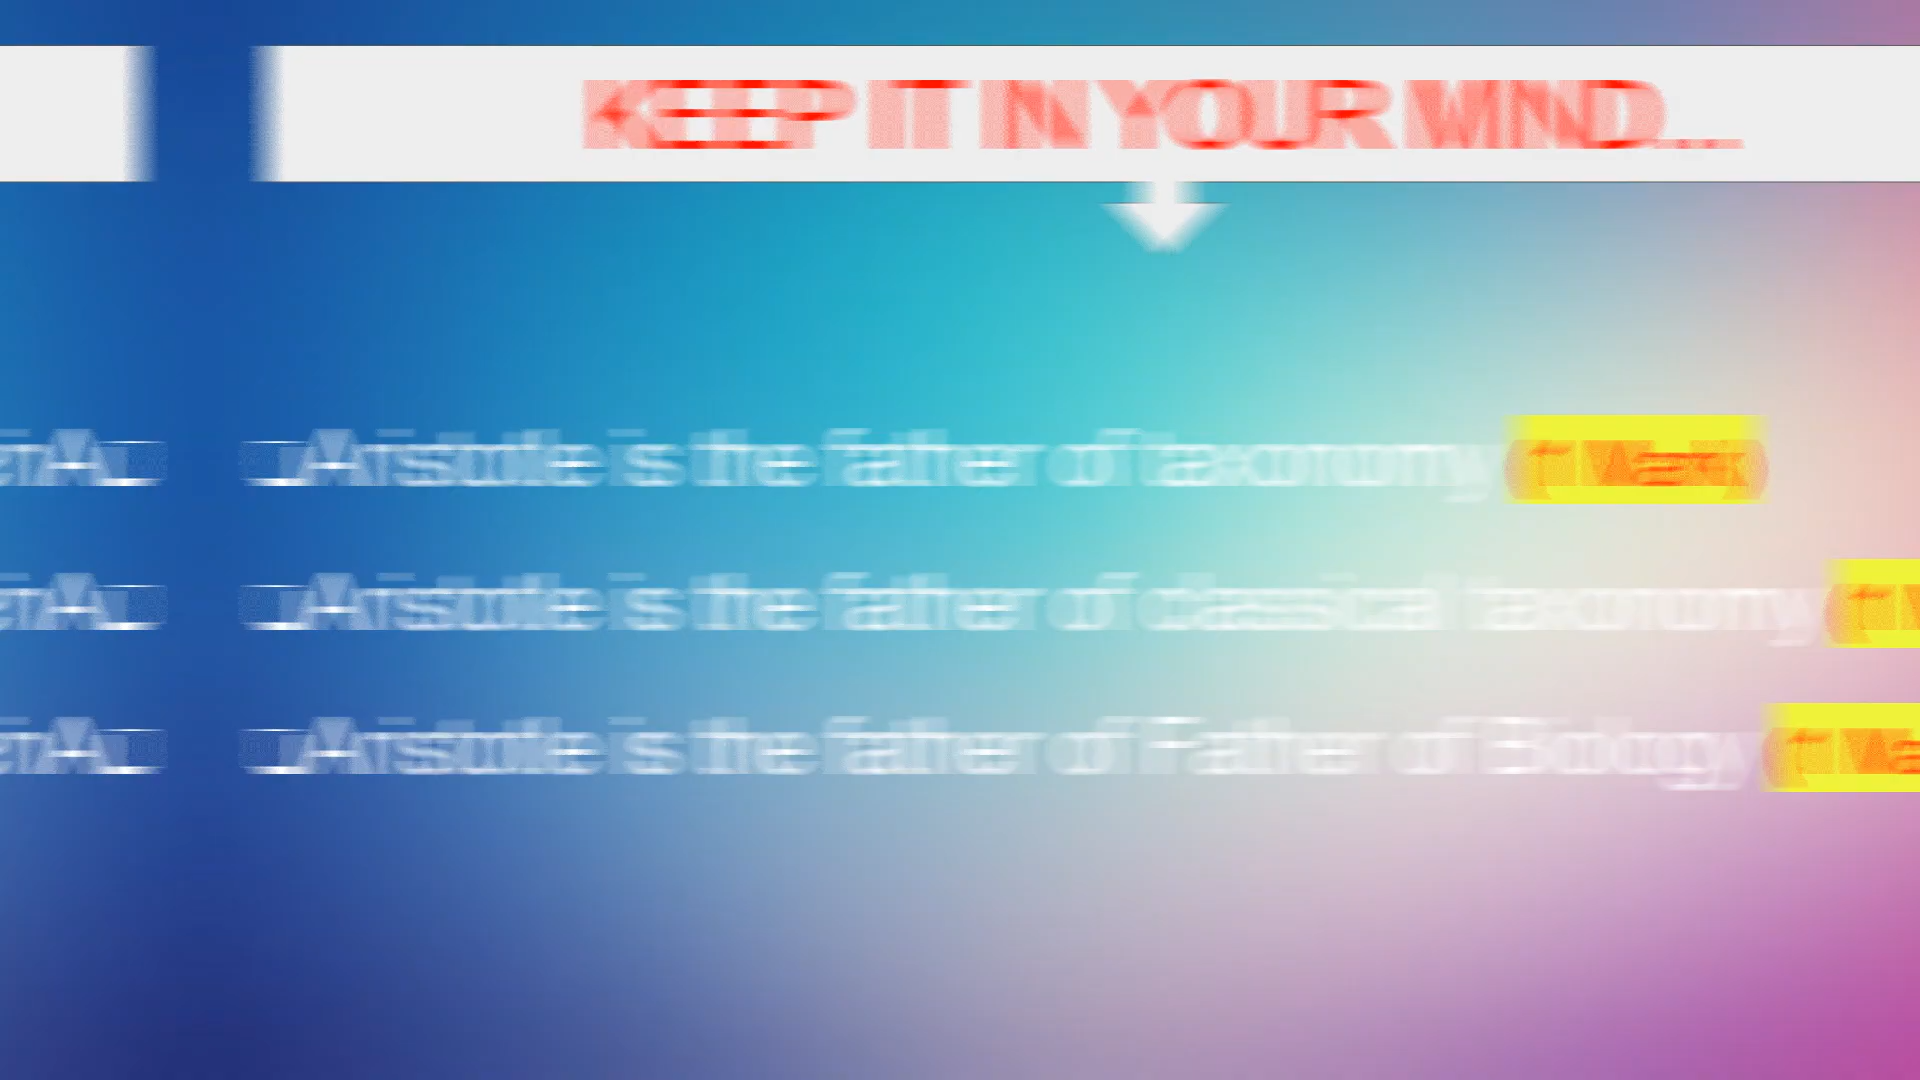 KEEP IT IN YOUR MIND...
Aristotle is the father of taxonomy
Aristotle is the father of classical taxonomy
Aristotle is the father of Father of Biology